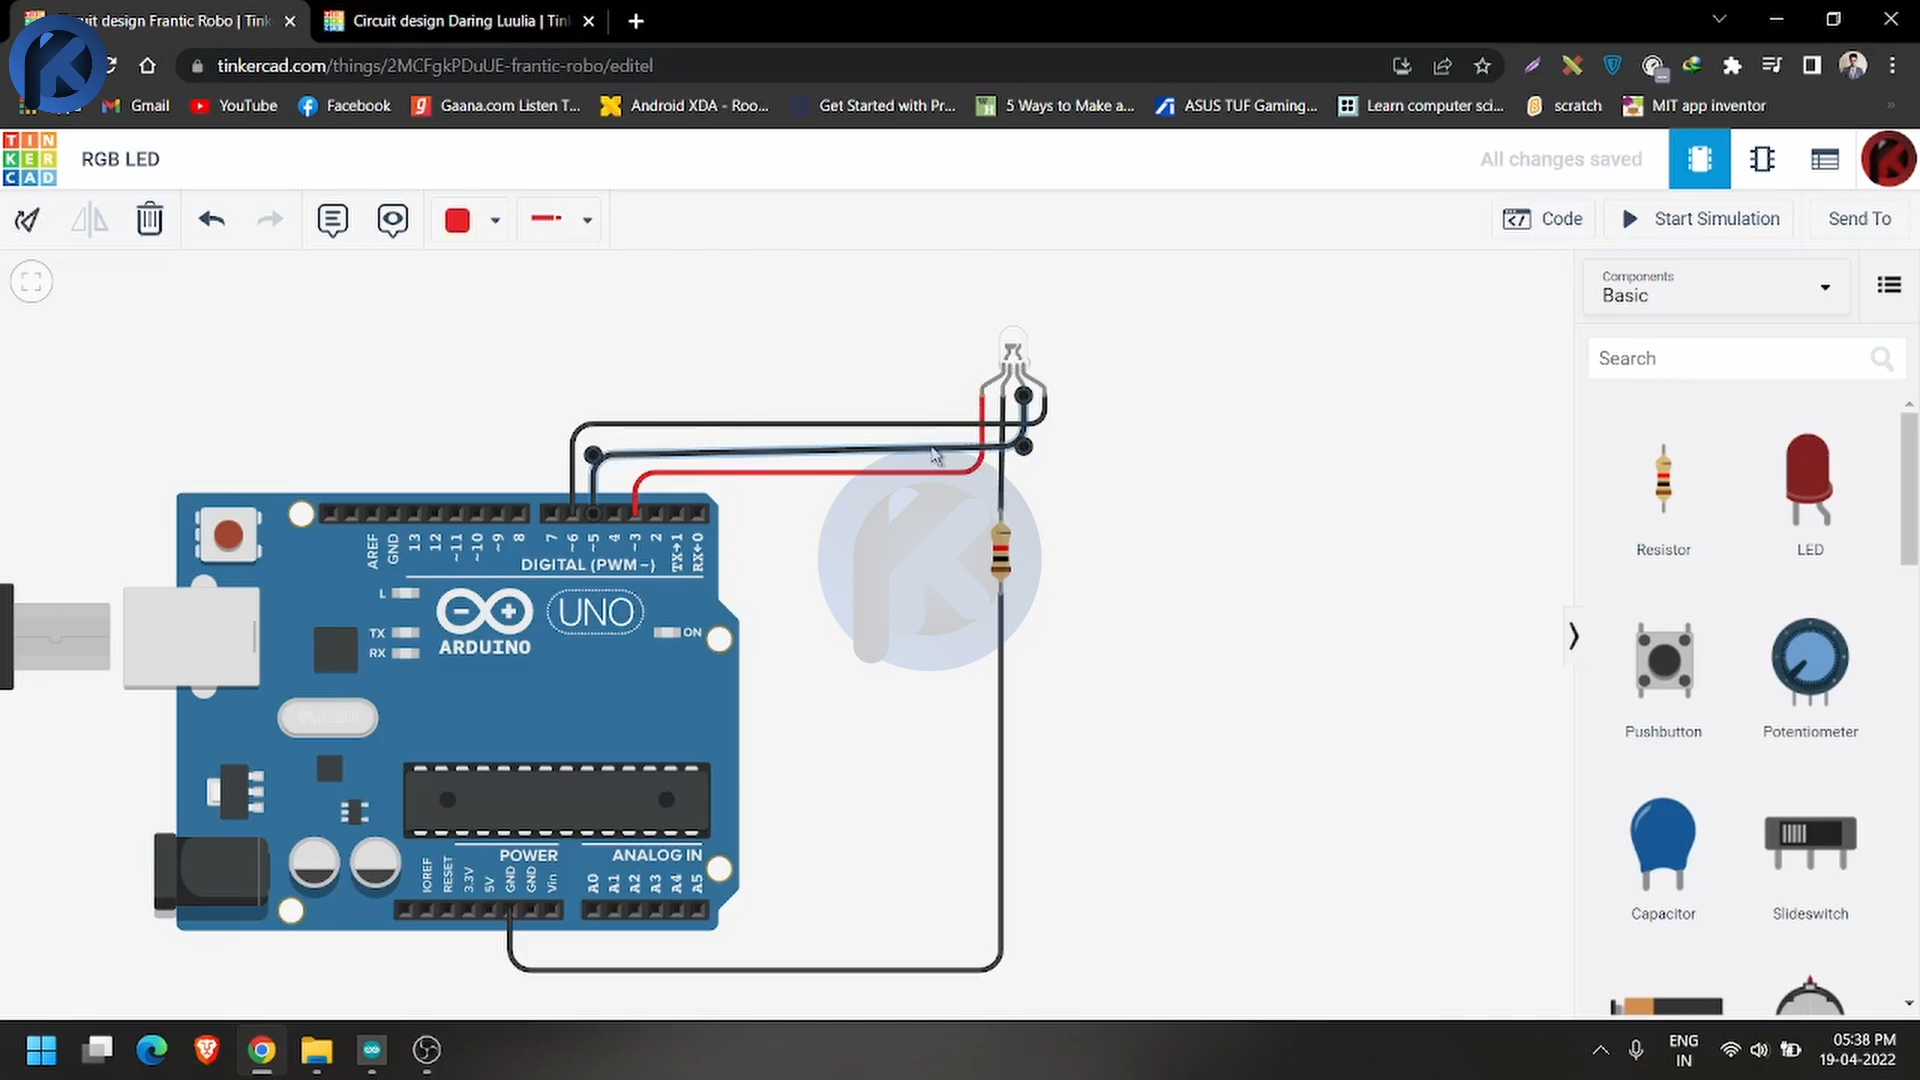 Circuit design Frantic Robo | Tink
Circuit design Daring Luulia | Tin
tinkercad.com/things/2MCFgkPDuUE-frantic-robo/editel
Gmail
YouTube
Facebook
Gaana.com Listen T...
Android XDA - Roo...
Get Started with Pr...
5 Ways to Make a...
ASUS TUF Gaming...
Learn computer sci...
scratch
MIT app inventor
TIN
KER
CAD
RGB LED
All changes saved
Code
Start Simulation
Send To
Components
Basic
Search
Resistor
LED
Pushbutton
Potentiometer
Capacitor
Slideswitch
AREF
GND
13
12
~11
~10
~9
8
7
~6
~5
4
~3
2
TX→1
RX←0
DIGITAL (PWM~)
L
TX
RX
ARDUINO
UNO
ON
POWER
ANALOG IN
IOREF
RESET
3.3V
5V
GND
GND
Vin
A0
A1
A2
A3
A4
A5
ENG
IN
05:38 PM
19-04-2022